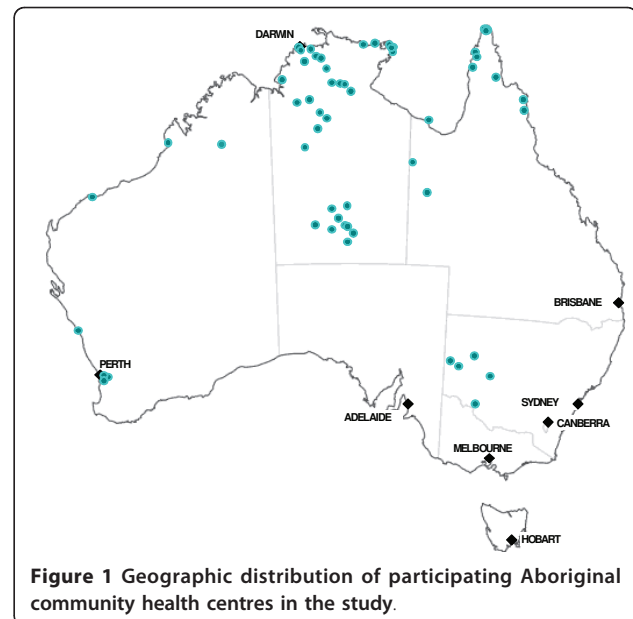 DARWIN
BRISBANE
PERTH
SYDNEY
ADELAIDE
CANBERRA
MELBOURNE
HOBART
Figure 1 Geographic distribution of participating Aboriginal
community health centres in the study.